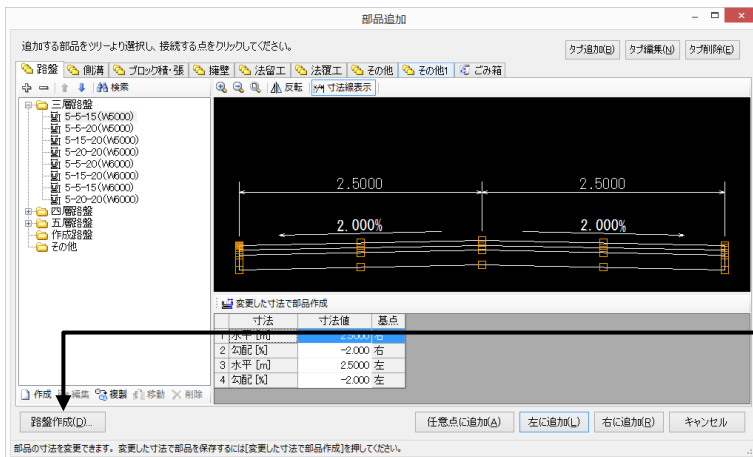 部品追加
追加する部品をツリーより選択し、接続する点をクリックしてください。
タブ追加(B) タブ編集(N) タブ削除(E)
路盤 側溝 ブロック積・張 擁壁 法留工 法覆工 その他 その他1 ごみ箱
検索 反転 寸法線表示
三層路盤
5-5-15(W5000)
5-5-20(W5000)
5-15-20(W5000)
5-20-20(W5000)
5-5-20(W6000)
5-15-20(W6000)
5-5-15(W6000)
5-20-20(W6000)
四層路盤
五層路盤
作成路盤
その他
2.5000 2.5000
2.000% 2.000%
変更した寸法で部品作成
寸法 寸法値 基点
1 水平 [m] 2.5000 右
2 勾配 [%] -2.000 右
3 水平 [m] 2.5000 左
4 勾配 [%] -2.000 左
作成 編集 複製 移動 削除
路盤作成(D)... 任意点に追加(A) 左に追加(L) 右に追加(R) キャンセル
部品の寸法を変更できます。変更した寸法で部品を保存するには[変更した寸法で部品作成]を押してください。